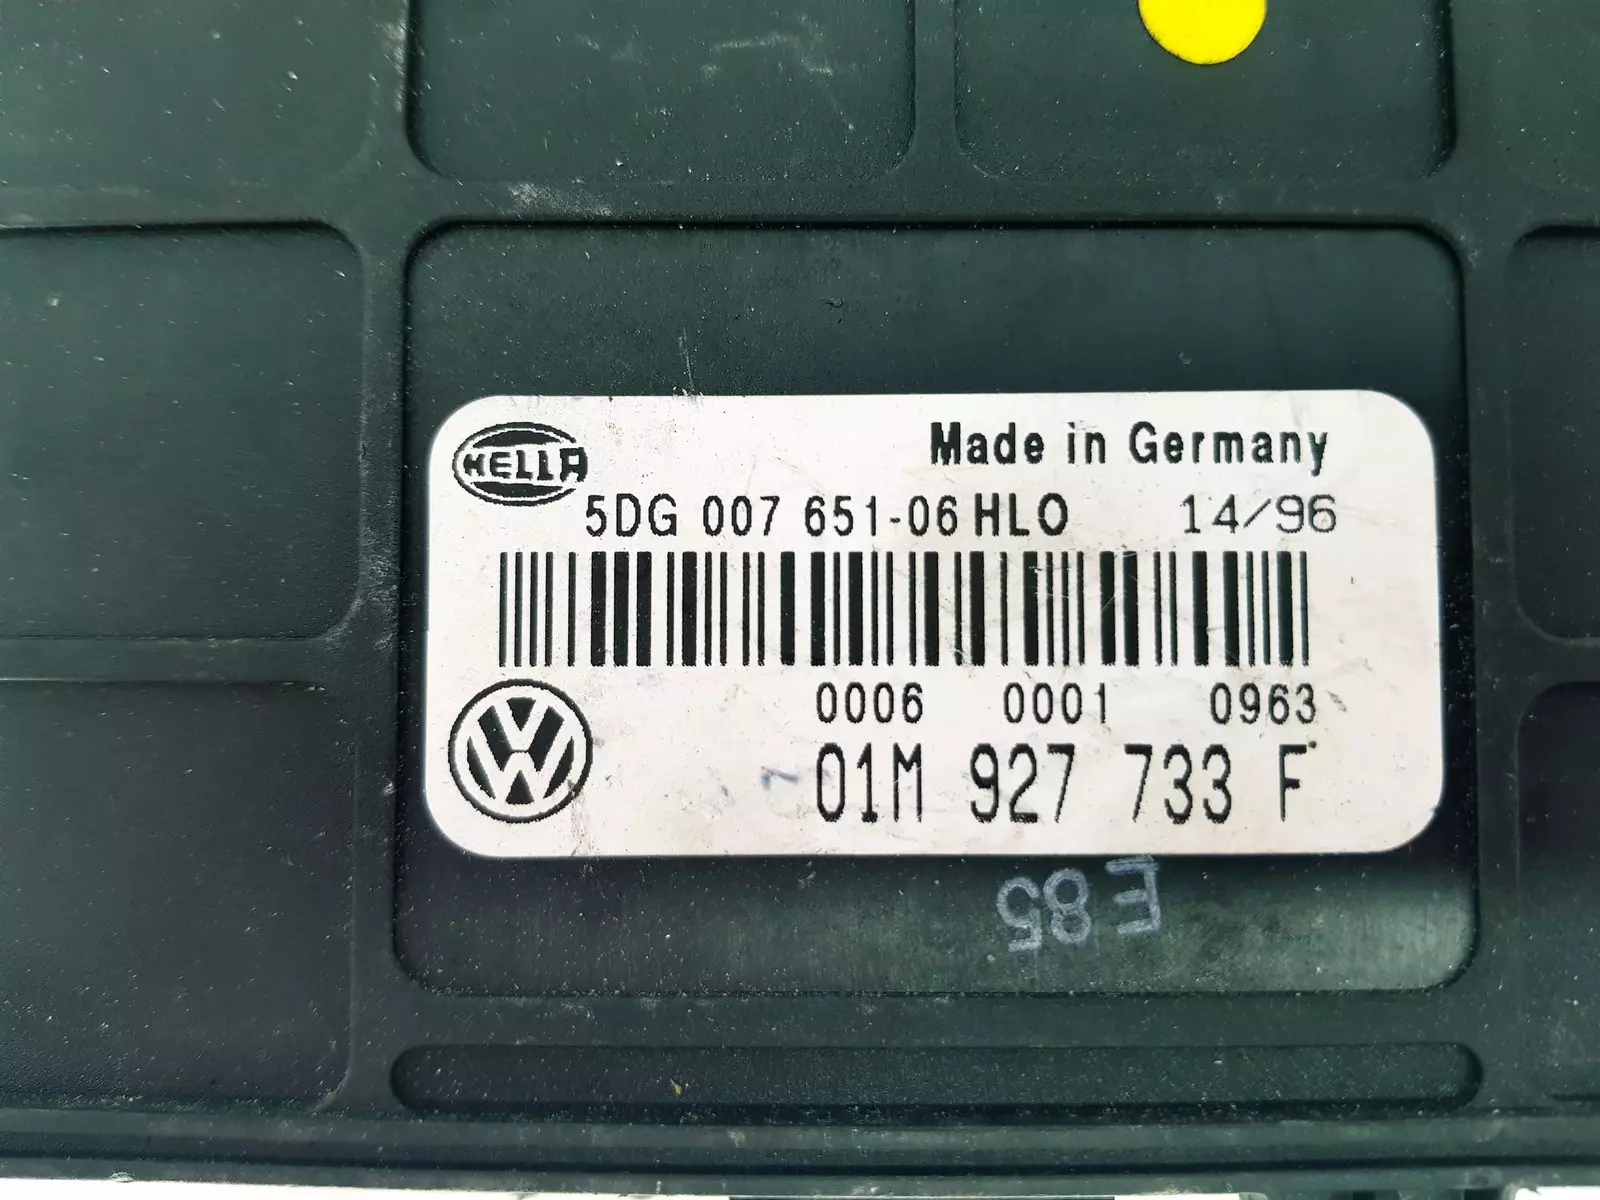 Made in Germany
HELLA
5DG 007 651-06 HLO 14/96
0006 0001 0963
01M 927 733 F
E85